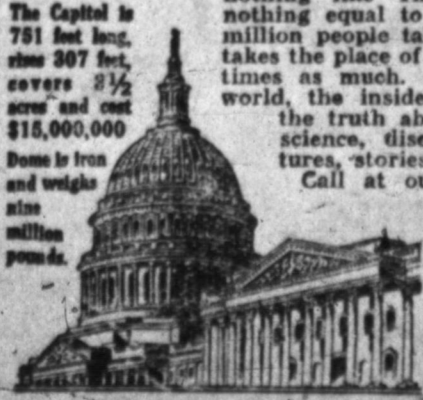 The Capitol is
751 feet long,
rises 307 feet,
covers 3½
acres and cost
$15,000,000
Dome is iron
and weighs
nine
million
pounds.
nothing equal to
million people ta
takes the place of
times as much.
world, the inside
the truth ab
science, dise
tures, stories
Call at ou